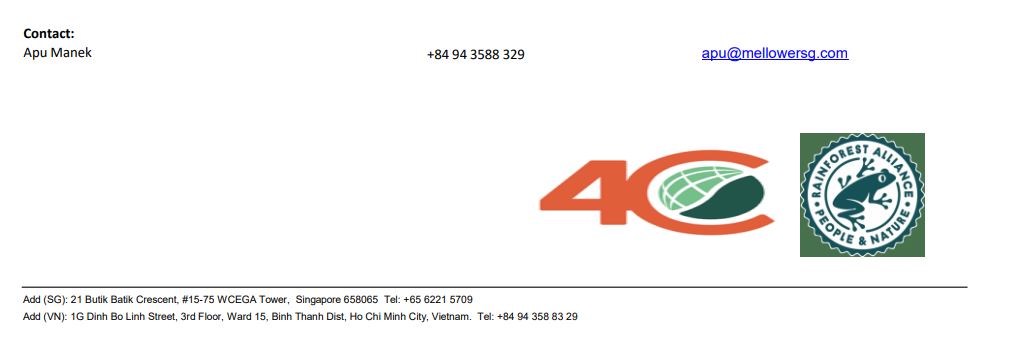 Contact:
Apu Manek +84 94 3588 329 apu@mellowersg.com
4C
RAINFOREST ALLIANCE
PEOPLE & NATURE
Add (SG): 21 Butik Batik Crescent, #15-75 WCEGA Tower, Singapore 658065 Tel: +65 6221 5709
Add (VN): 1G Dinh Bo Linh Street, 3rd Floor, Ward 15, Binh Thanh Dist, Ho Chi Minh City, Vietnam. Tel: +84 94 358 83 29